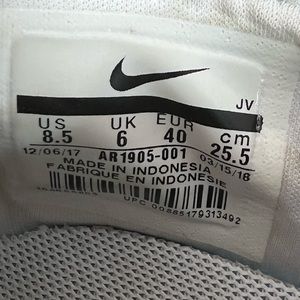 JV
US UK EUR cm
8.5 6 40 25.5
12/06/17 AR1905-001 03/15/18
MADE IN INDONESIA
FABRIQUE EN INDONESIE
UPC 00885179313492